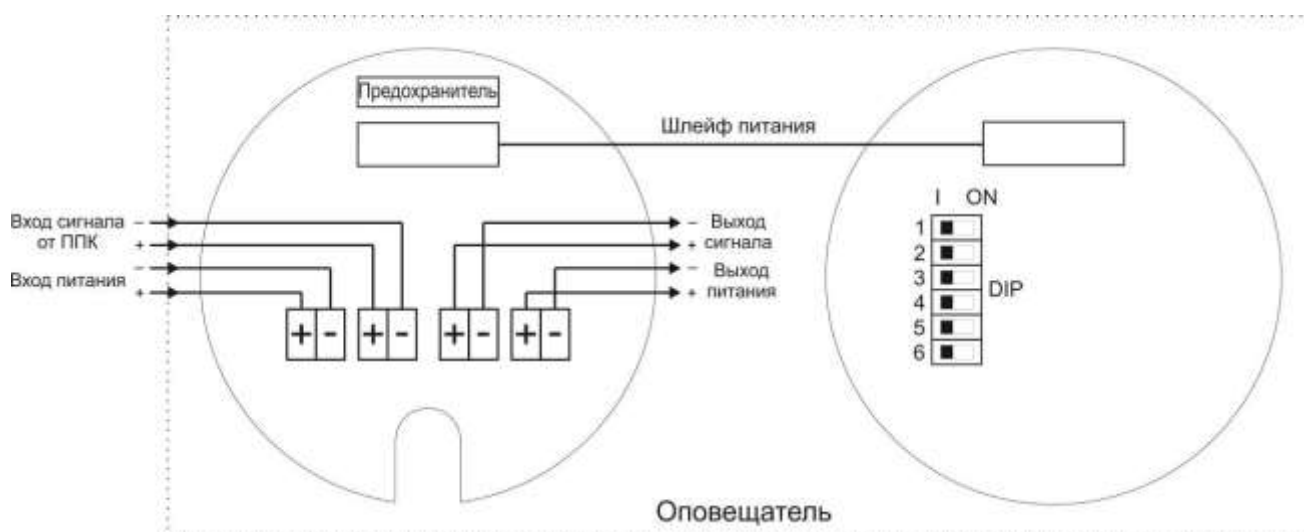 Предохранитель
Шлейф питания
I ON
Вход сигнала −
от ППК +
−
Вход питания
+
− Выход
+ сигнала
− Выход
+ питания
1
2
3
4
5
6
DIP
+ - + - + - + -
Оповещатель